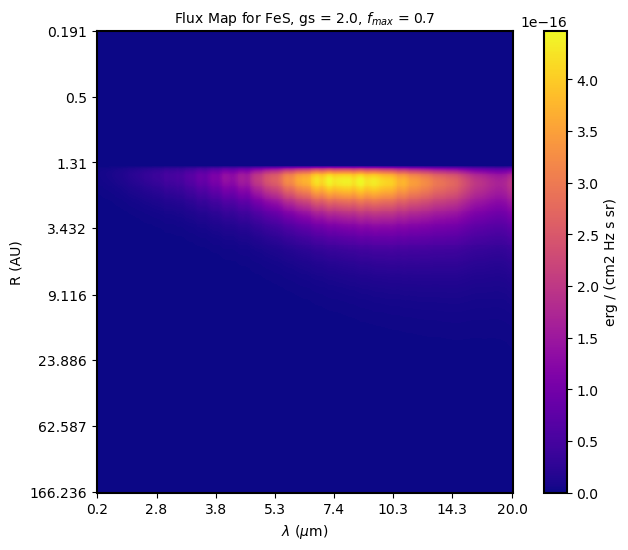 Flux Map for FeS, gs = 2.0, f_max = 0.7
1e−16
0.191
0.5
1.31
3.432
9.116
23.886
62.587
166.236
R (AU)
0.2 2.8 3.8 5.3 7.4 10.3 14.3 20.0
λ (μm)
4.0
3.5
3.0
2.5
2.0
1.5
1.0
0.5
0.0
erg / (cm2 Hz s sr)